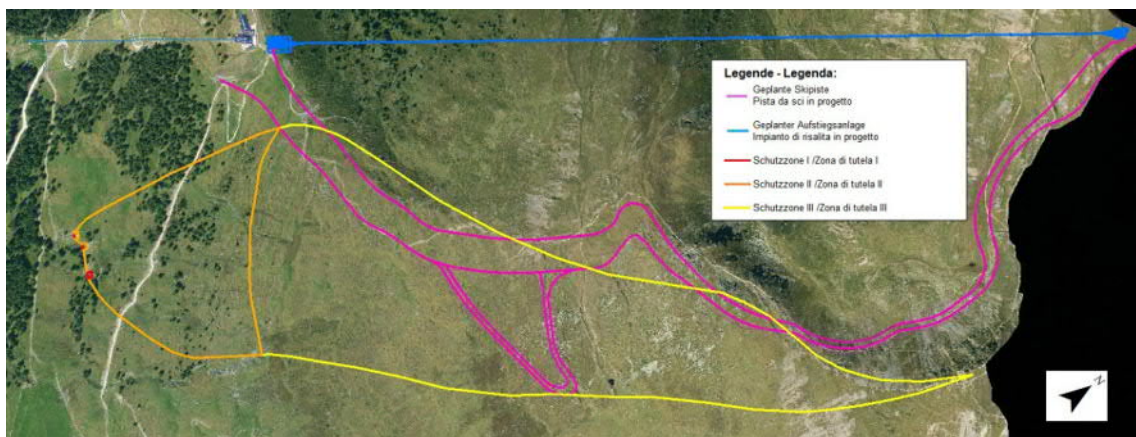 Legende - Legenda:
Geplante Skipiste
Pista da sci in progetto
Geplanter Aufstiegsanlage
Impianto di risalita in progetto
Schutzzone I /Zona di tutela I
Schutzzone II /Zona di tutela II
Schutzzone III /Zona di tutela III
N